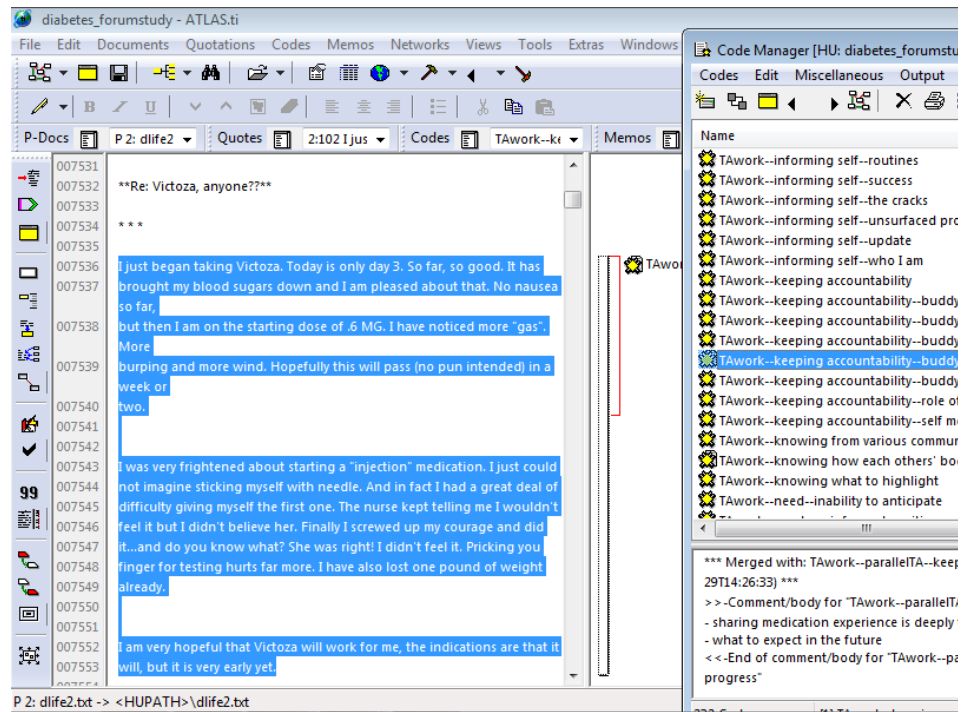 diabetes_forumstudy - ATLAS.ti
File Edit Documents Quotations Codes Memos Networks Views Tools Extras Windows
B I U
P-Docs P 2: dlife2 Quotes 2:102 I jus Codes TAwork--ke Memos
007531
007532 **Re: Victoza, anyone??**
007533
007534 * * *
007535
007536 I just began taking Victoza. Today is only day 3. So far, so good. It has
007537 brought my blood sugars down and I am pleased about that. No nausea
so far,
007538 but then I am on the starting dose of .6 MG. I have noticed more "gas".
More
007539 burping and more wind. Hopefully this will pass (no pun intended) in a
week or
007540 two.
007541
007542
007543 I was very frightened about starting a "injection" medication. I just could
007544 not imagine sticking myself with needle. And in fact I had a great deal of
007545 difficulty giving myself the first one. The nurse kept telling me I wouldn't
007546 feel it but I didn't believe her. Finally I screwed up my courage and did
007547 it...and do you know what? She was right! I didn't feel it. Pricking you
007548 finger for testing hurts far more. I have also lost one pound of weight
007549 already.
007550
007551
007552 I am very hopeful that Victoza will work for me, the indications are that it
007553 will, but it is very early yet.
TAwor
99
P 2: dlife2.txt -> <HUPATH>\dlife2.txt
Code Manager [HU: diabetes_forumstu
Codes Edit Miscellaneous Output
Name
TAwork--informing self--routines
TAwork--informing self--success
TAwork--informing self--the cracks
TAwork--informing self--unsurfaced pro
TAwork--informing self--update
TAwork--informing self--who I am
TAwork--keeping accountability
TAwork--keeping accountability--buddy
TAwork--keeping accountability--buddy
TAwork--keeping accountability--buddy
TAwork--keeping accountability--buddy
TAwork--keeping accountability--buddy
TAwork--keeping accountability--role of
TAwork--keeping accountability--self m
TAwork--knowing from various commun
TAwork--knowing how each others' bo
TAwork--knowing what to highlight
TAwork--need--inability to anticipate
*** Merged with: TAwork--parallelTA--keep
29T14:26:33) ***
>>-Comment/body for "TAwork--parallelTA
- sharing medication experience is deeply
- what to expect in the future
<<-End of comment/body for "TAwork--pa
progress"